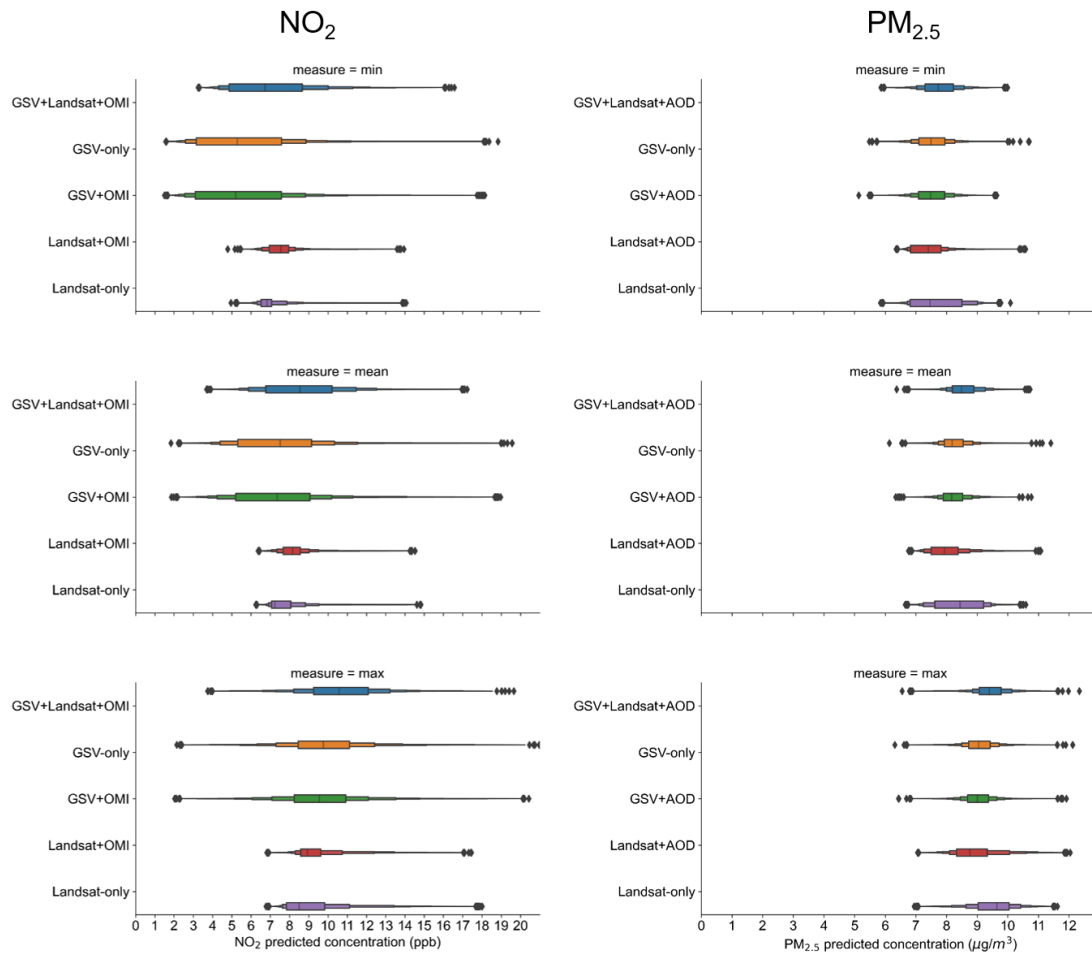 NO₂
PM₂.₅
measure = min
GSV+Landsat+OMI
GSV-only
GSV+OMI
Landsat+OMI
Landsat-only
measure = min
GSV+Landsat+AOD
GSV-only
GSV+AOD
Landsat+AOD
Landsat-only
measure = mean
GSV+Landsat+OMI
GSV-only
GSV+OMI
Landsat+OMI
Landsat-only
measure = mean
GSV+Landsat+AOD
GSV-only
GSV+AOD
Landsat+AOD
Landsat-only
measure = max
GSV+Landsat+OMI
GSV-only
GSV+OMI
Landsat+OMI
Landsat-only
0 1 2 3 4 5 6 7 8 9 10 11 12 13 14 15 16 17 18 19 20
NO₂ predicted concentration (ppb)
measure = max
GSV+Landsat+AOD
GSV-only
GSV+AOD
Landsat+AOD
Landsat-only
0 1 2 3 4 5 6 7 8 9 10 11 12
PM₂.₅ predicted concentration (μg/m³)